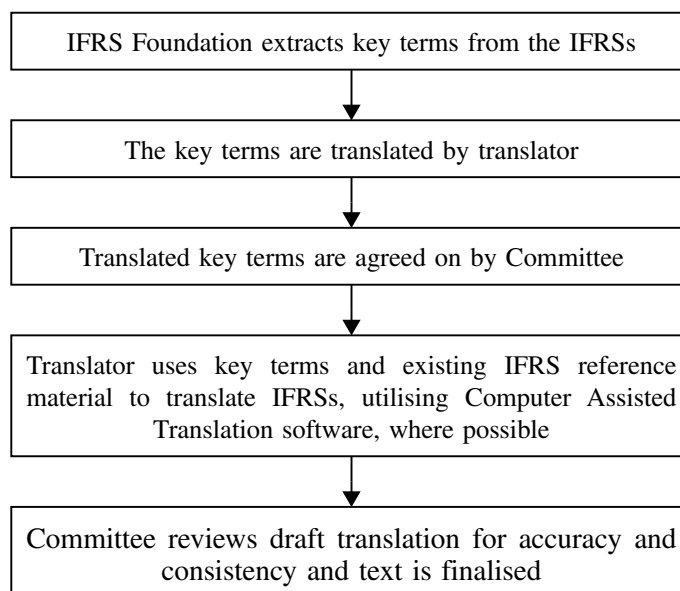 IFRS Foundation extracts key terms from the IFRSs
The key terms are translated by translator
Translated key terms are agreed on by Committee
Translator uses key terms and existing IFRS reference
material to translate IFRSs, utilising Computer Assisted
Translation software, where possible
Committee reviews draft translation for accuracy and
consistency and text is finalised